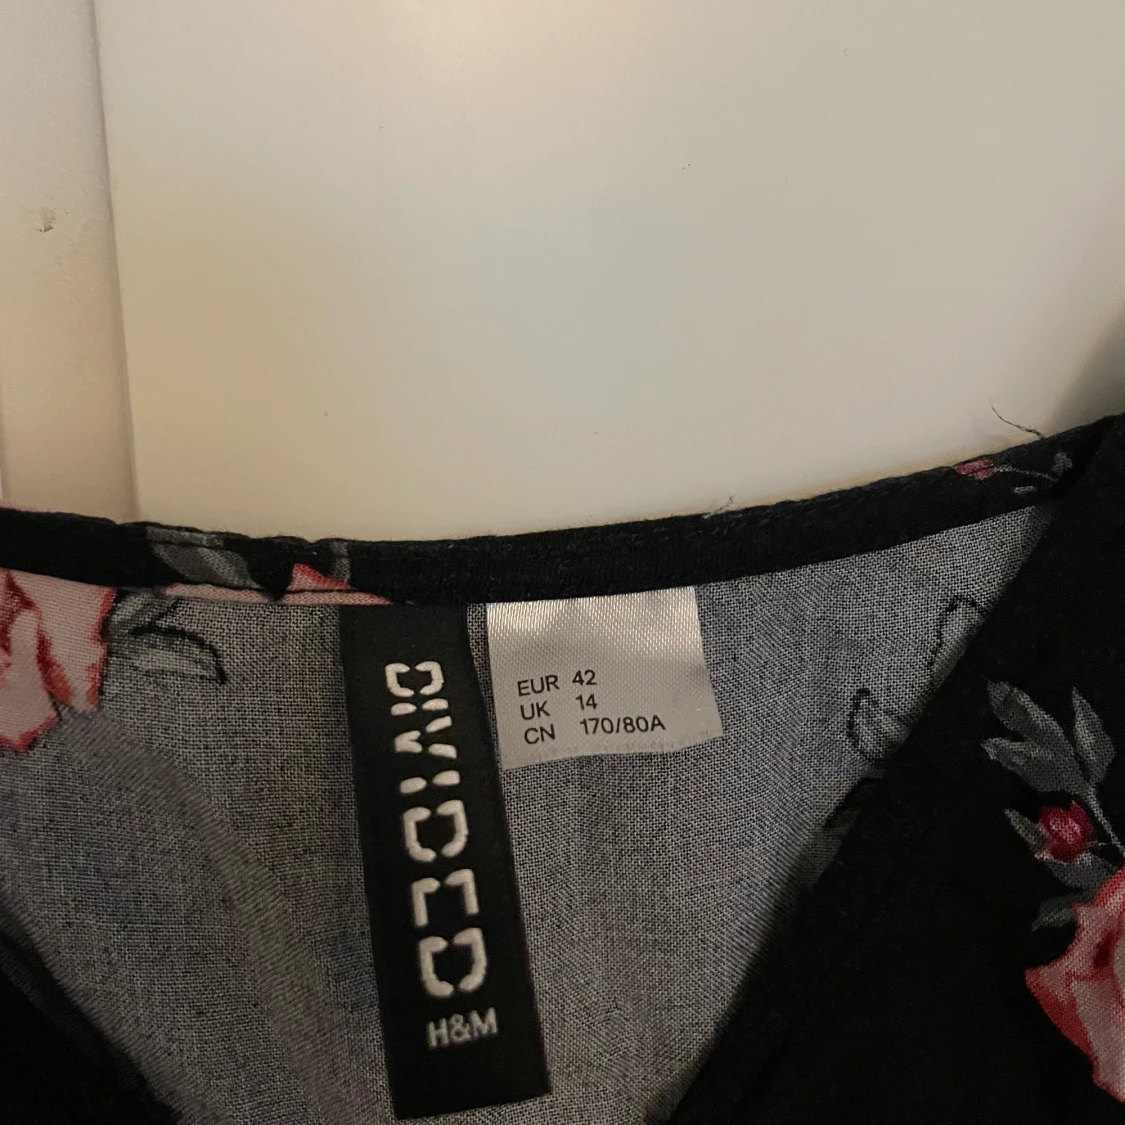 DIVIDED
H&M
EUR 42
UK 14
CN 170/80A